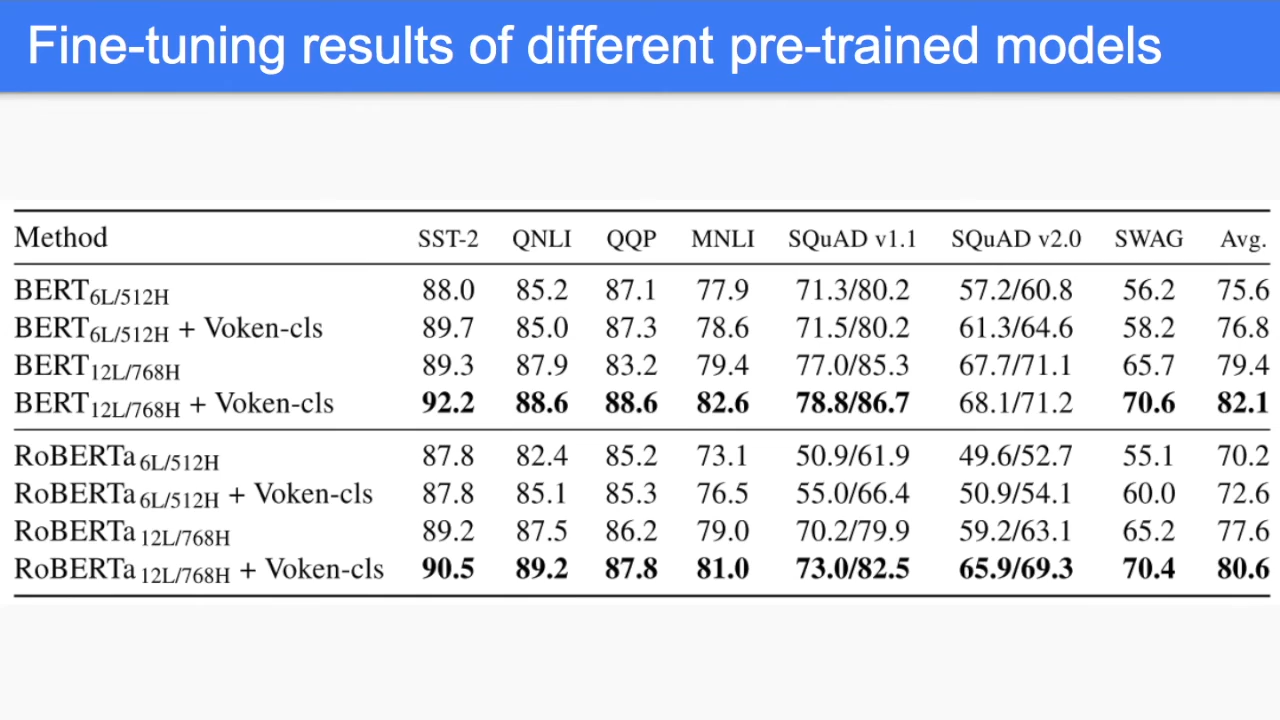 Fine-tuning results of different pre-trained models
Method SST-2 QNLI QQP MNLI SQuAD v1.1 SQuAD v2.0 SWAG Avg.
BERT6L/512H 88.0 85.2 87.1 77.9 71.3/80.2 57.2/60.8 56.2 75.6
BERT6L/512H + Voken-cls 89.7 85.0 87.3 78.6 71.5/80.2 61.3/64.6 58.2 76.8
BERT12L/768H 89.3 87.9 83.2 79.4 77.0/85.3 67.7/71.1 65.7 79.4
BERT12L/768H + Voken-cls 92.2 88.6 88.6 82.6 78.8/86.7 68.1/71.2 70.6 82.1
RoBERTa6L/512H 87.8 82.4 85.2 73.1 50.9/61.9 49.6/52.7 55.1 70.2
RoBERTa6L/512H + Voken-cls 87.8 85.1 85.3 76.5 55.0/66.4 50.9/54.1 60.0 72.6
RoBERTa12L/768H 89.2 87.5 86.2 79.0 70.2/79.9 59.2/63.1 65.2 77.6
RoBERTa12L/768H + Voken-cls 90.5 89.2 87.8 81.0 73.0/82.5 65.9/69.3 70.4 80.6